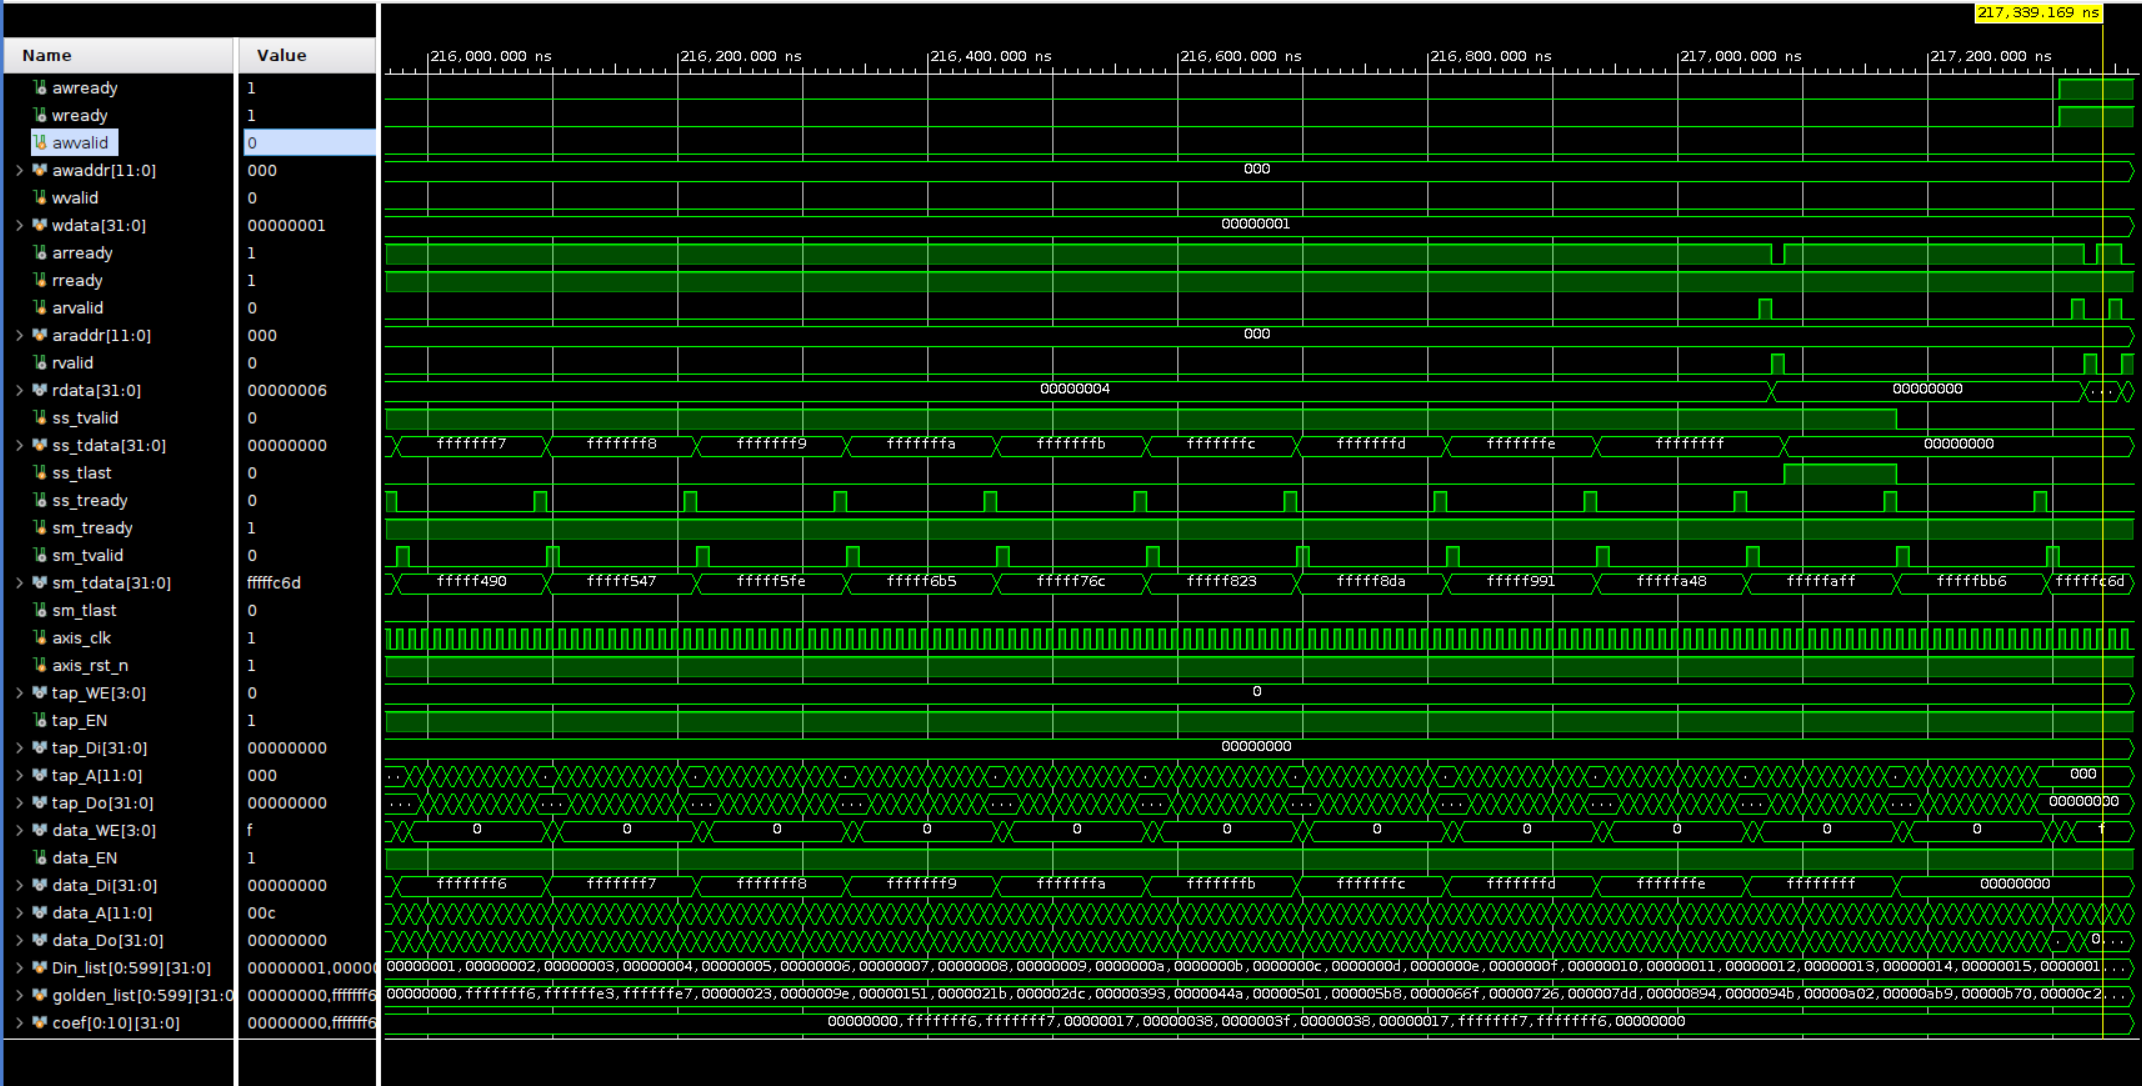 217,339.169 ns
Name Value 216,000.000 ns 216,200.000 ns 216,400.000 ns 216,600.000 ns 216,800.000 ns 217,000.000 ns 217,200.000 ns
awready 1
wready 1
awvalid 0
awaddr[11:0] 000 000
wvalid 0
wdata[31:0] 00000001 00000001
arready 1
rready 1
arvalid 0
araddr[11:0] 000 000
rvalid 0
rdata[31:0] 00000006 00000004 00000000 ...
ss_tvalid 0
ss_tdata[31:0] 00000000 fffffff7 fffffff8 fffffff9 fffffffa fffffffb fffffffc fffffffd fffffffe ffffffff 00000000
ss_tlast 0
ss_tready 0
sm_tready 1
sm_tvalid 0
sm_tdata[31:0] fffffc6d fffff490 fffff547 fffff5fe fffff6b5 fffff76c fffff823 fffff8da fffff991 fffffa48 fffffaff fffffbb6 fffffc6d
sm_tlast 0
axis_clk 1
axis_rst_n 1
tap_WE[3:0] 0 0
tap_EN 1
tap_Di[31:0] 00000000 00000000
tap_A[11:0] 000 .. . . . . . . . . . . 000
tap_Do[31:0] 00000000 ... ... ... ... ... ... ... ... ... ... ... 00000000
data_WE[3:0] f 0 0 0 0 0 0 0 0 0 0 0 f
data_EN 1
data_Di[31:0] 00000000 fffffff6 fffffff7 fffffff8 fffffff9 fffffffa fffffffb fffffffc fffffffd fffffffe ffffffff 00000000
data_A[11:0] 00c
data_Do[31:0] 00000000 . 0...
Din_list[0:599][31:0] 00000001,00000 00000001,00000002,00000003,00000004,00000005,00000006,00000007,00000008,00000009,0000000a,0000000b,0000000c,0000000d,0000000e,0000000f,00000010,00000011,00000012,00000013,00000014,00000015,0000001...
golden_list[0:599][31:0 00000000,fffffff6 00000000,fffffff6,ffffffe3,ffffffe7,00000023,0000009e,00000151,0000021b,000002dc,00000393,0000044a,00000501,000005b8,0000066f,00000726,000007dd,00000894,0000094b,00000a02,00000ab9,00000b70,00000c2...
coef[0:10][31:0] 00000000,fffffff6 00000000,fffffff6,fffffff7,00000017,00000038,0000003f,00000038,00000017,fffffff7,fffffff6,00000000